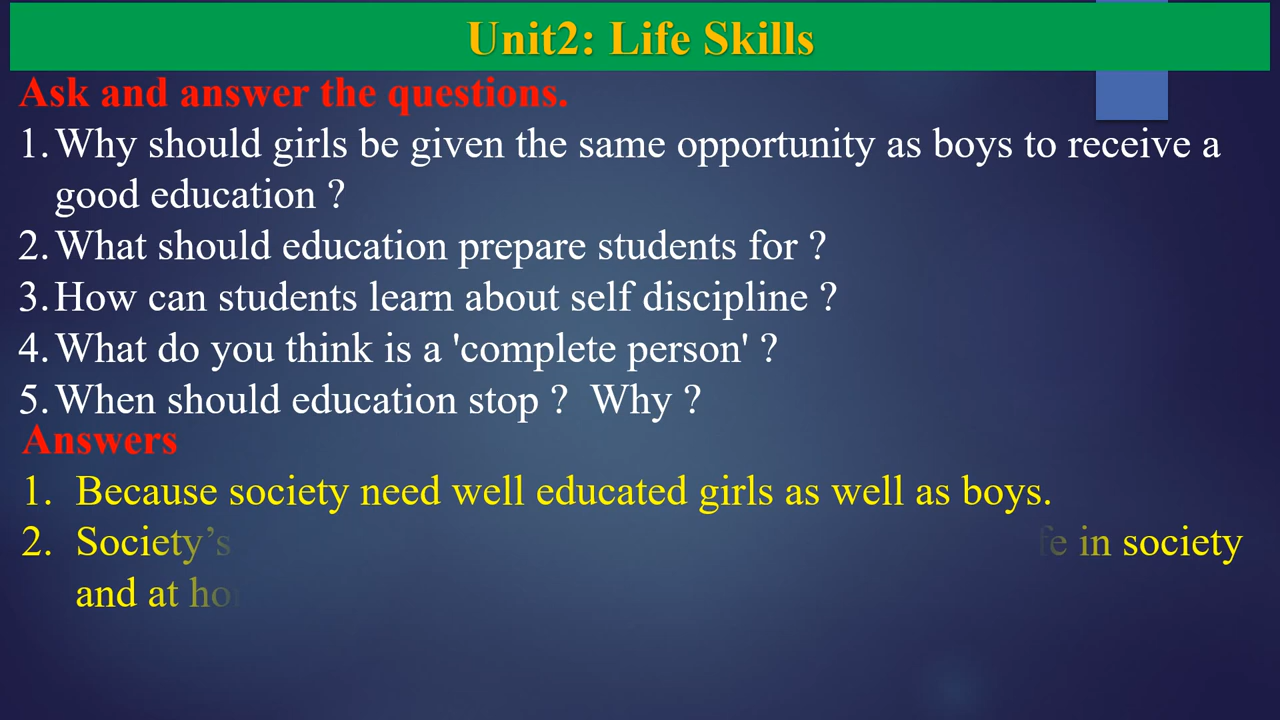 Unit2: Life Skills
Ask and answer the questions.
1. Why should girls be given the same opportunity as boys to receive a
good education ?
2. What should education prepare students for ?
3. How can students learn about self discipline ?
4. What do you think is a 'complete person' ?
5. When should education stop ?  Why ?
Answers
1. Because society need well educated girls as well as boys.
2. Society’s in society
and at